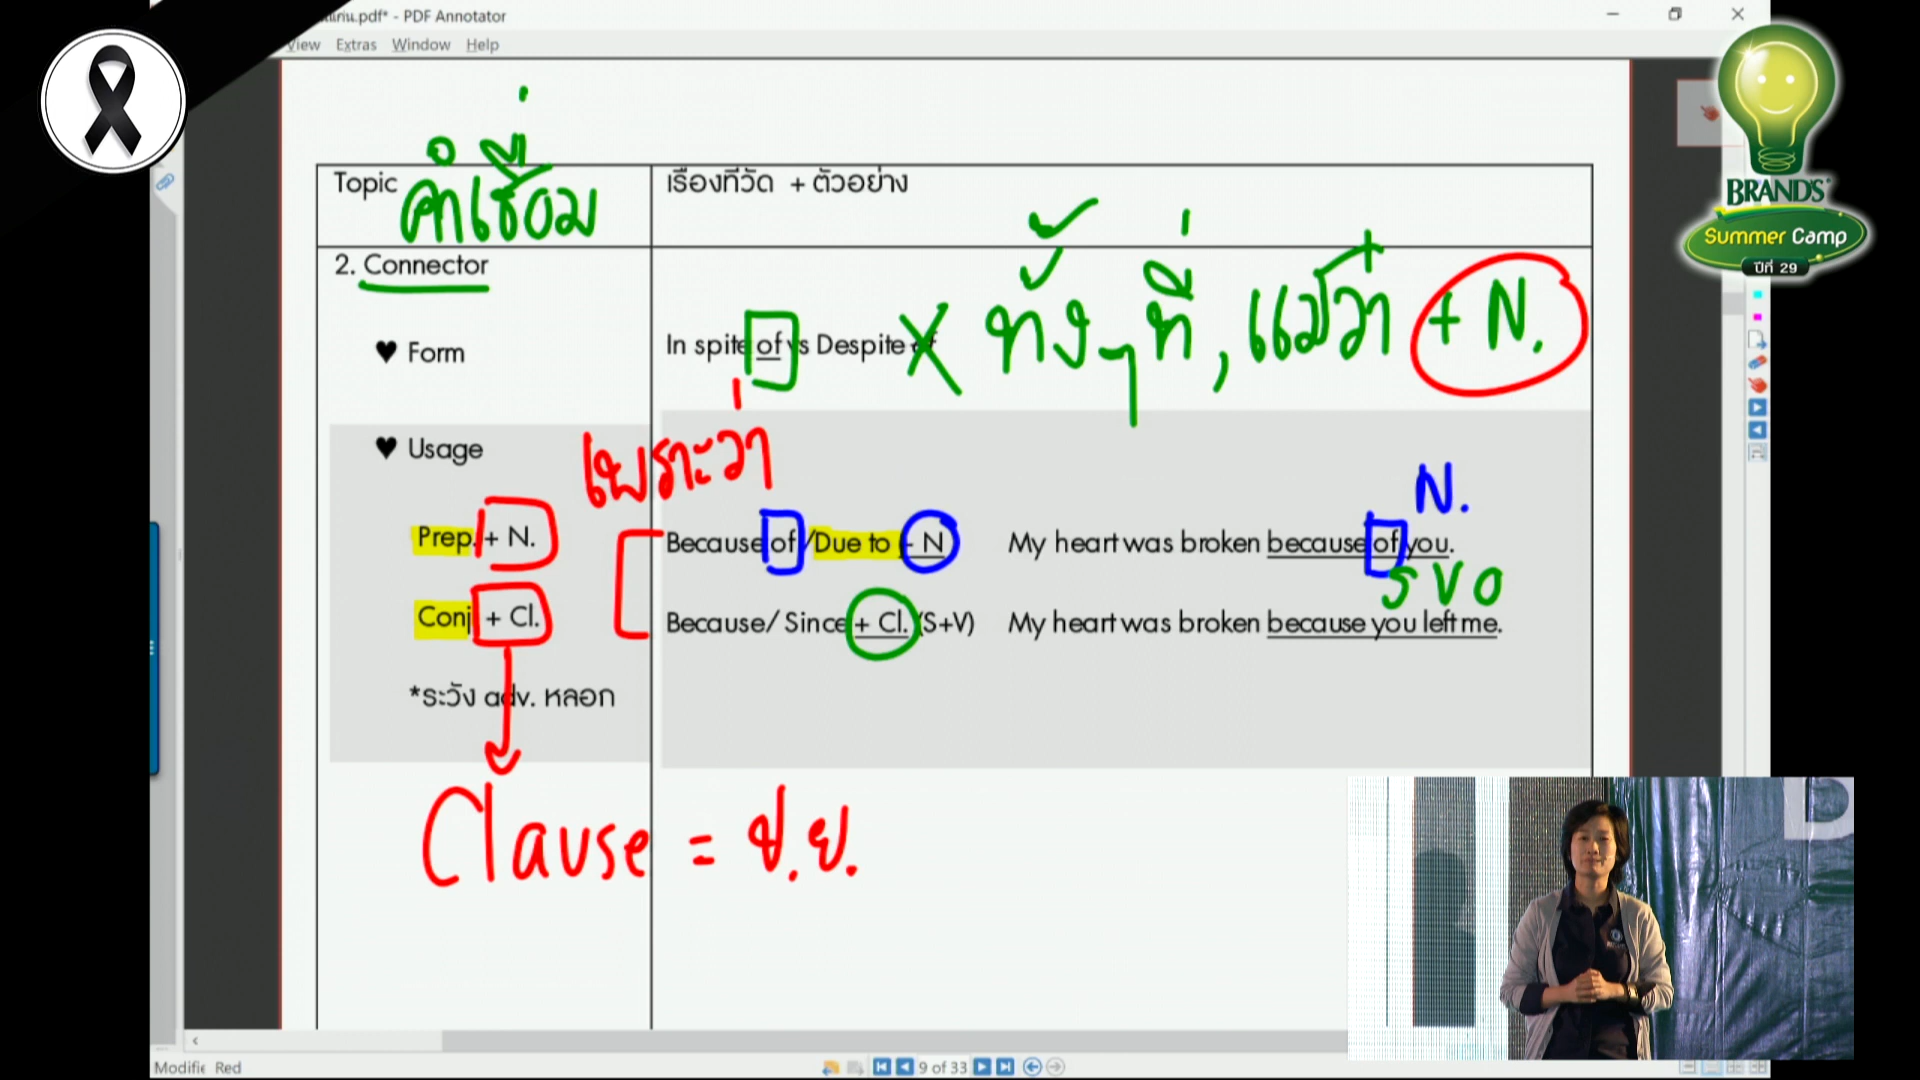 แกน.pdf* - PDF Annotator
View Extras Window Help
BRAND'S
Summer Camp
ปีที่ 29
Topic
คำเชื่อม
เรื่องที่วัด + ตัวอย่าง
2. Connector
♥ Form
In spite of vs Despite of
X ทั้งๆที่, แม้ว่า + N.
♥ Usage
เพราะว่า
N.
Prep. + N.
Because of /Due to + N
My heart was broken because of you.
S V O
Conj + Cl.
Because/ Since + Cl. (S+V)
My heart was broken because you left me.
*ระวัง adv. หลอก
Clause = ป.ย.
Red
9 of 33